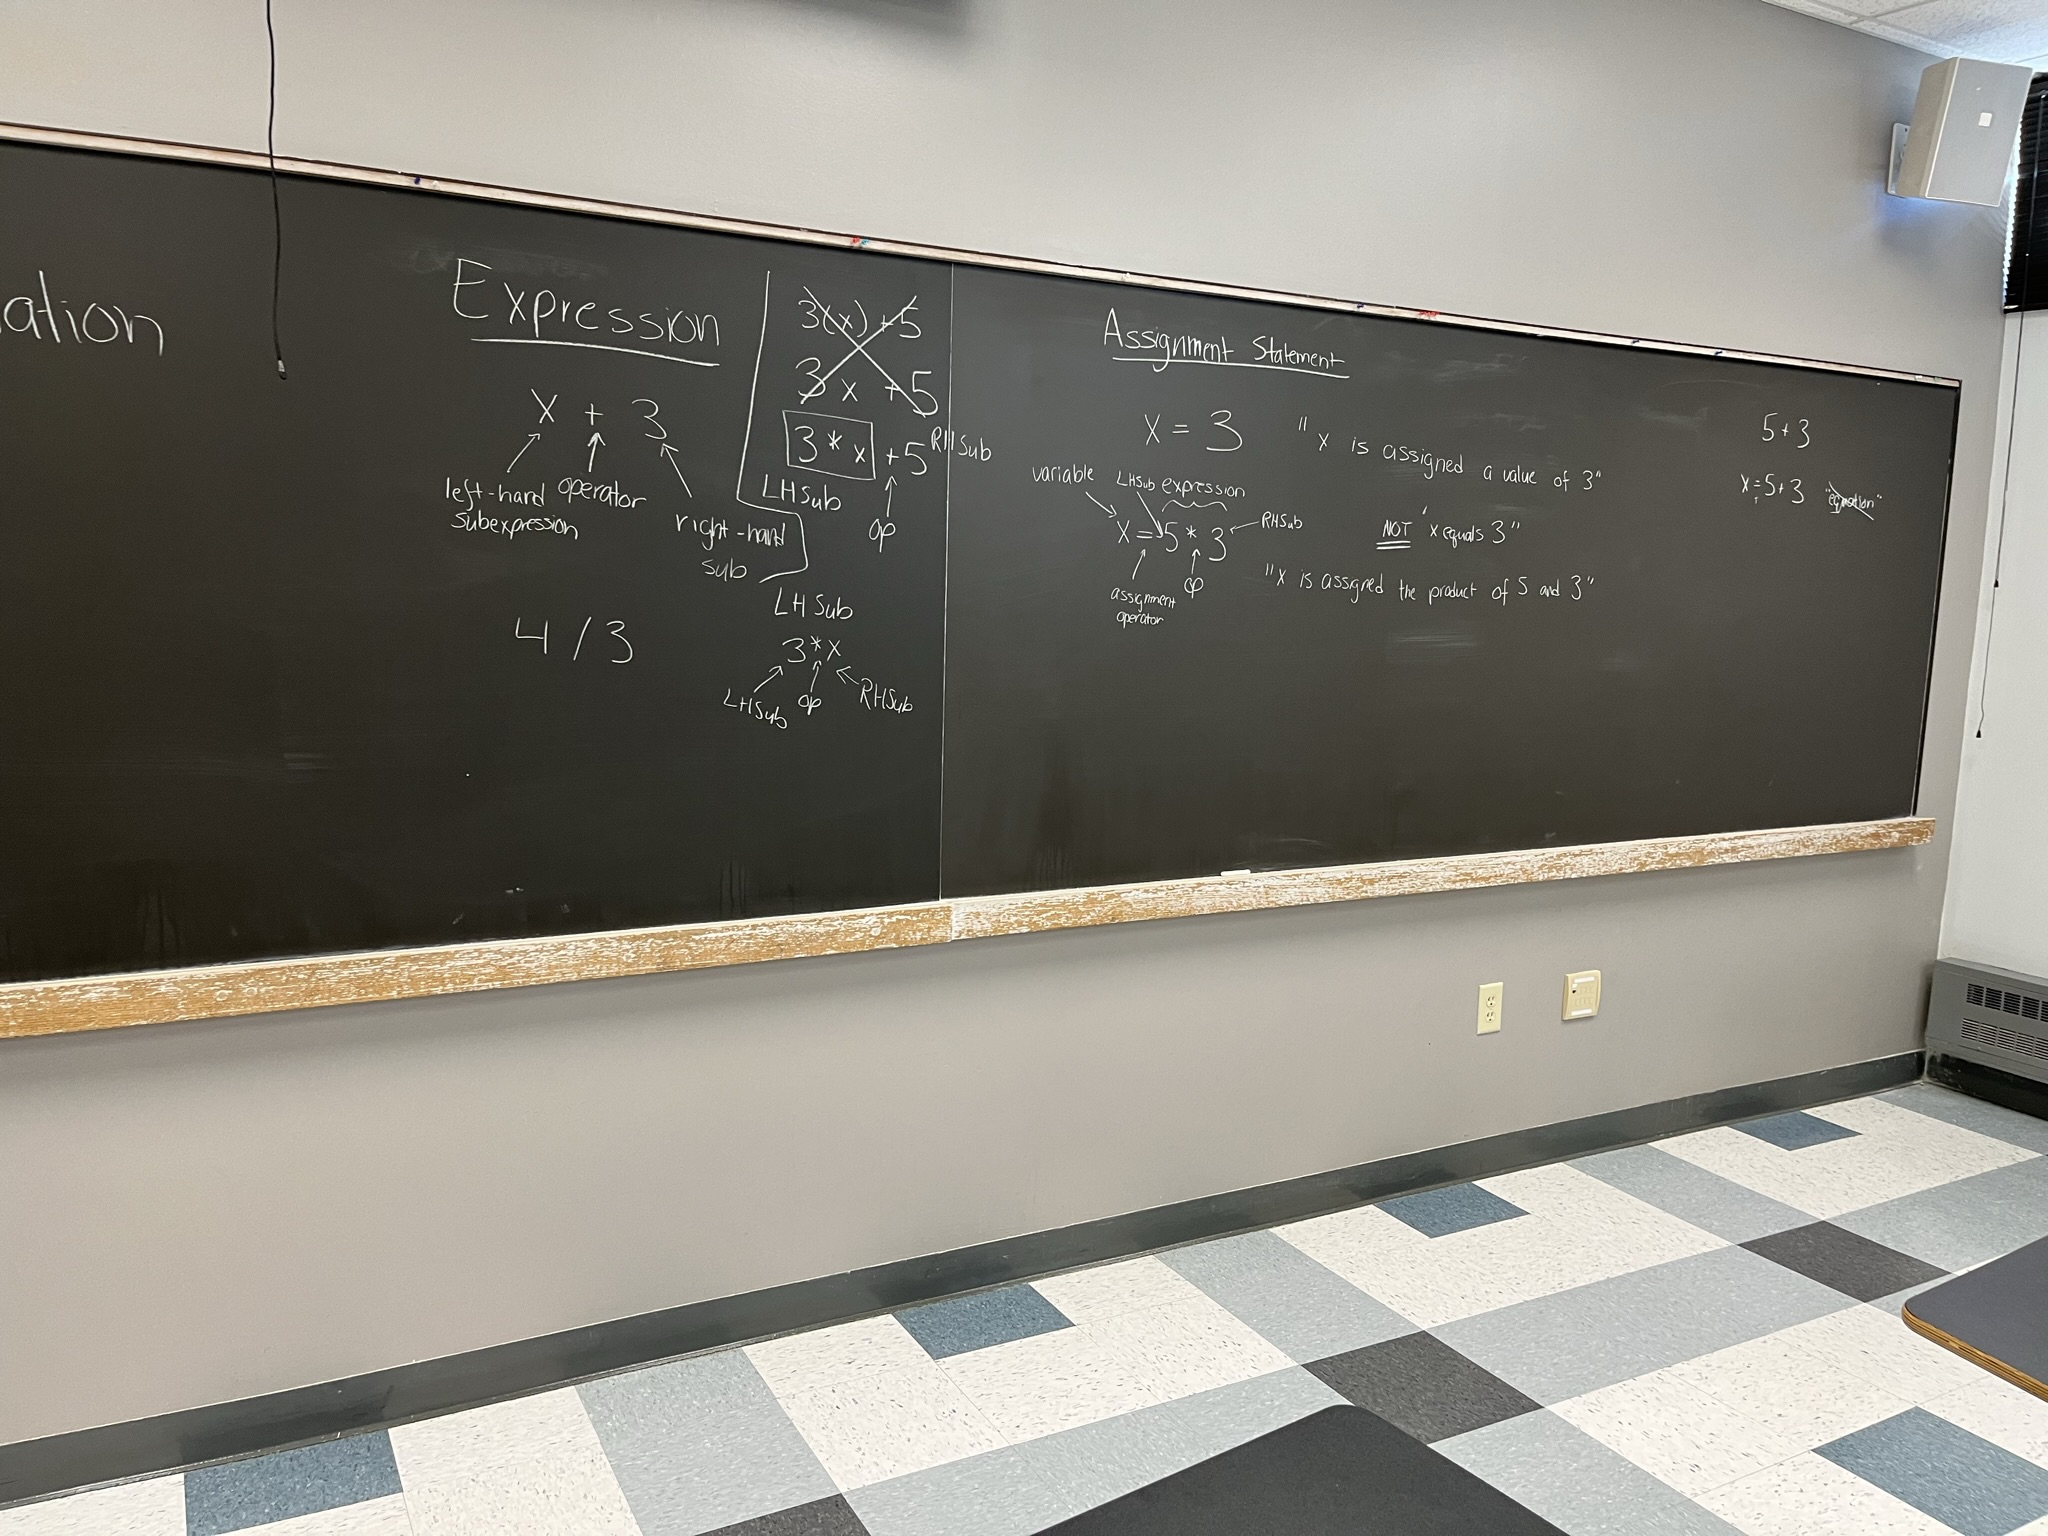 ation
Expression
x + 3
left-hand
subexpression
operator
right-hand
sub
4 / 3
3(x) + 5
3 x + 5
3 * x + 5
RHSub
LHSub
op
LHSub
3*x
LHSub
op
RHSub
Assignment Statement
x = 3
"x is assigned a value of 3"
variable
LHSub
expression
x = 5 * 3
RHSub
assignment
operator
op
NOT "x equals 3"
"x is assigned the product of 5 and 3"
5+3
x=5+3 "equation"